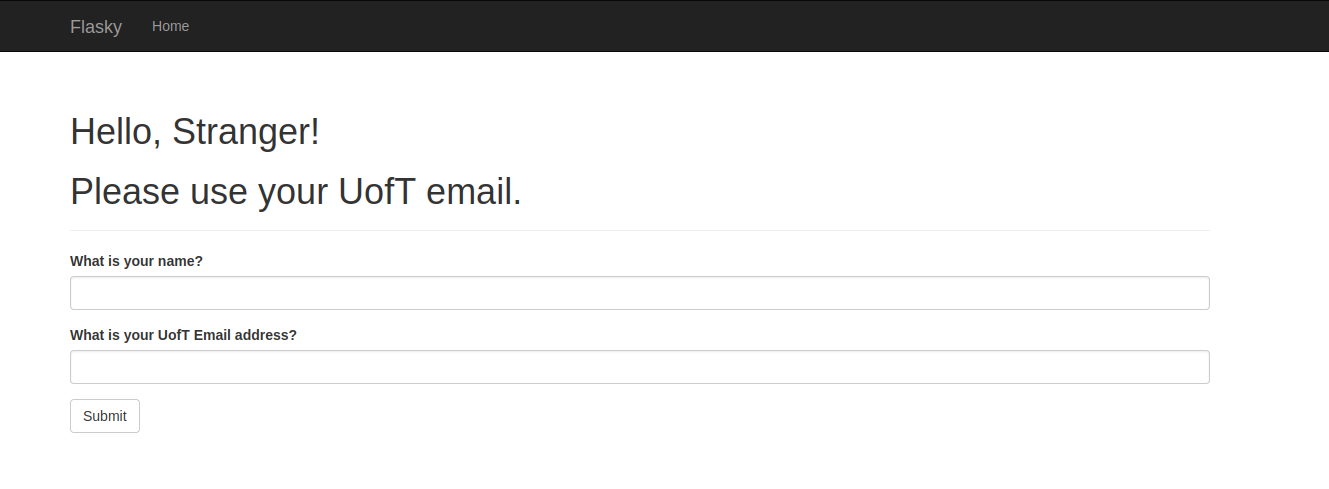 Flasky Home
Hello, Stranger!
Please use your UofT email.
What is your name?
What is your UofT Email address?
Submit